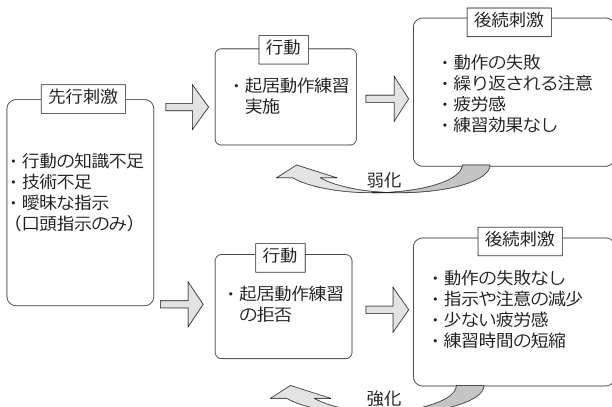 先行刺激
・行動の知識不足
・技術不足
・曖昧な指示
（口頭指示のみ）
行動
・起居動作練習
実施
後続刺激
・動作の失敗
・繰り返される注意
・疲労感
・練習効果なし
弱化
行動
・起居動作練習
の拒否
後続刺激
・動作の失敗なし
・指示や注意の減少
・少ない疲労感
・練習時間の短縮
強化